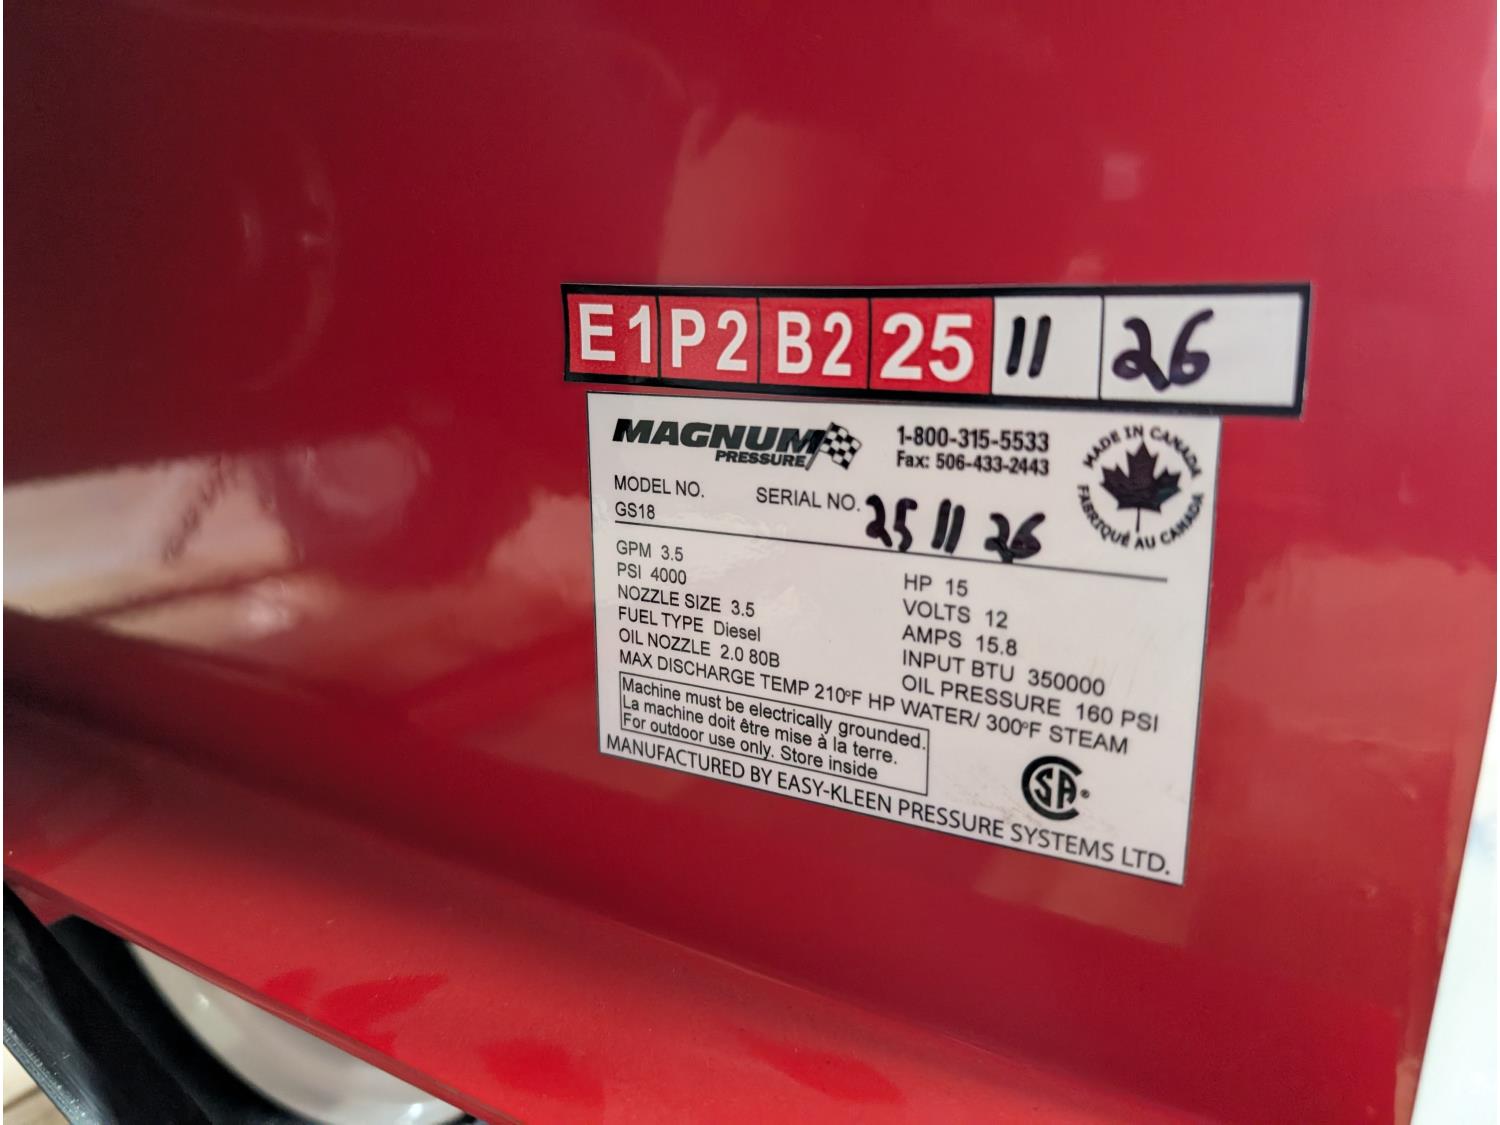 E1 P2 B2 25 11 26
MAGNUM
PRESSURE
1-800-315-5533
Fax: 506-433-2443
MADE IN CANADA
FABRIQUÉ AU CANADA
MODEL NO.
GS18
SERIAL NO. 25 11 26
GPM 3.5
PSI 4000
NOZZLE SIZE 3.5
FUEL TYPE Diesel
OIL NOZZLE 2.0 80B
HP 15
VOLTS 12
AMPS 15.8
INPUT BTU 350000
OIL PRESSURE 160 PSI
MAX DISCHARGE TEMP 210°F HP WATER/ 300°F STEAM
Machine must be electrically grounded.
La machine doit être mise à la terre.
For outdoor use only. Store inside
CSA®
MANUFACTURED BY EASY-KLEEN PRESSURE SYSTEMS LTD.